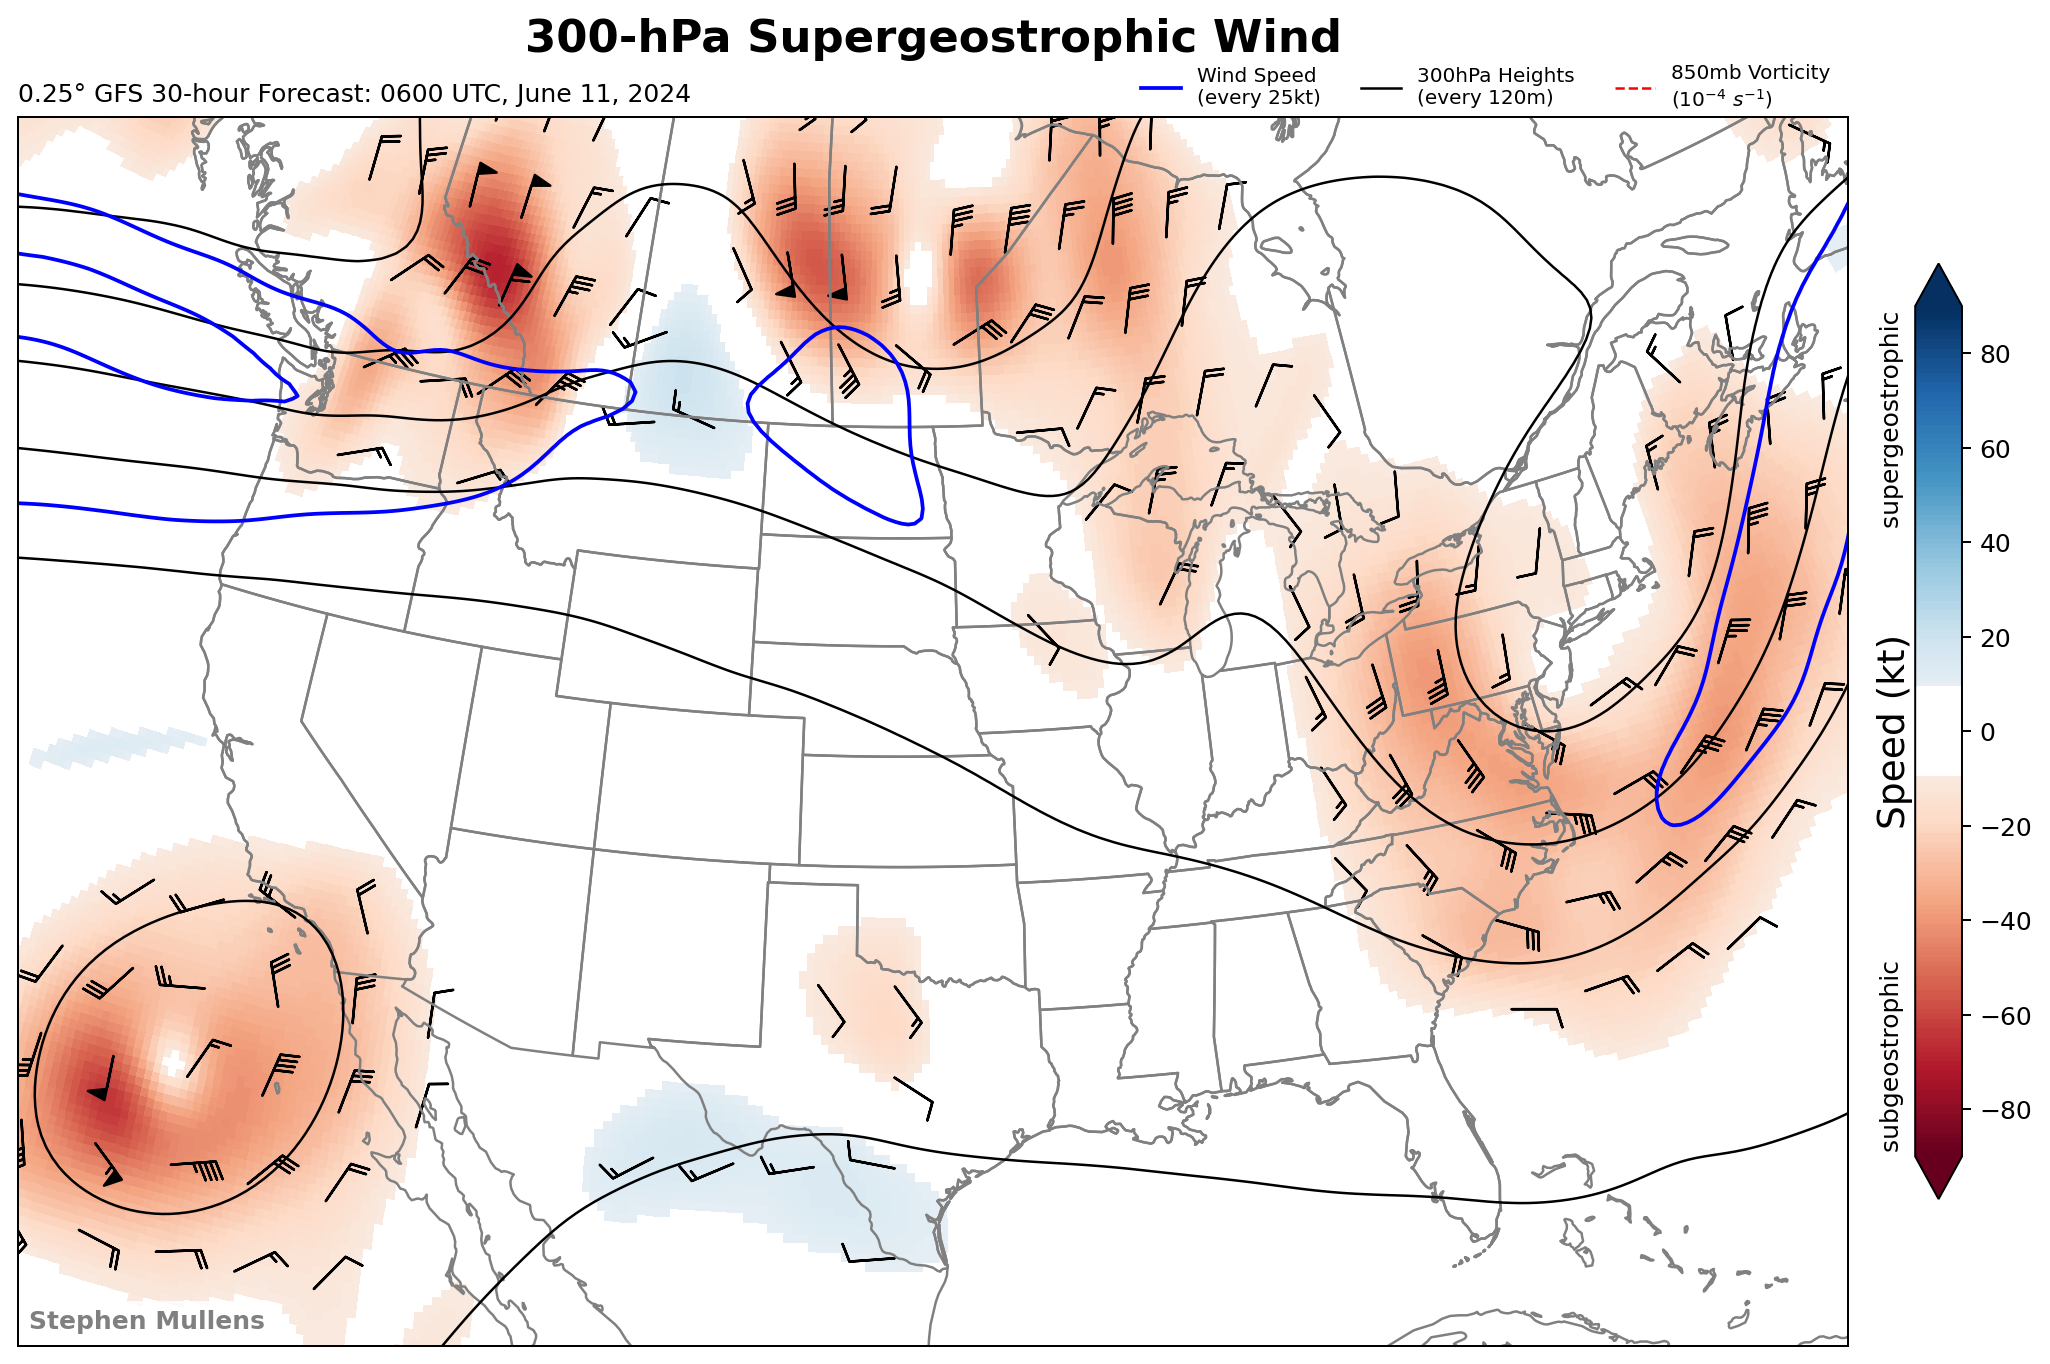 300-hPa Supergeostrophic Wind
0.25° GFS 30-hour Forecast: 0600 UTC, June 11, 2024
Wind Speed
(every 25kt)
300hPa Heights
(every 120m)
850mb Vorticity
(10⁻⁴ s⁻¹)
supergeostrophic
Speed (kt)
subgeostrophic
80
60
40
20
0
−20
−40
−60
−80
Stephen Mullens